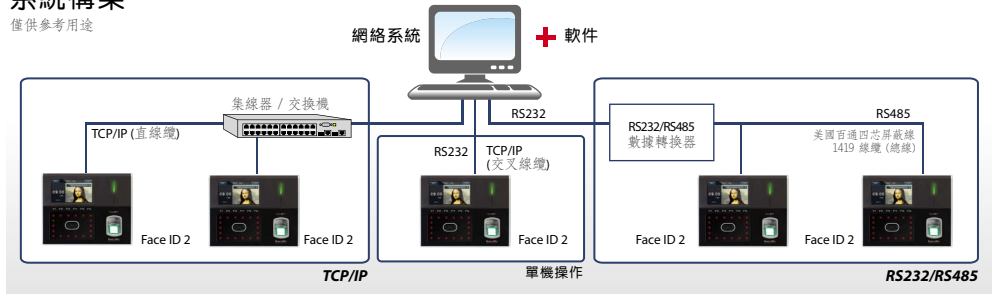 系統構架
僅供參考用途
網絡系統
軟件
集線器 / 交換機
TCP/IP (直線纜)
RS232
RS232
TCP/IP
(交叉線纜)
RS232/RS485
數據轉換器
RS485
美國百通四芯屏蔽線
1419 線纜 (總線)
Face ID 2
Face ID 2
Face ID 2
Face ID 2
Face ID 2
TCP/IP
單機操作
RS232/RS485